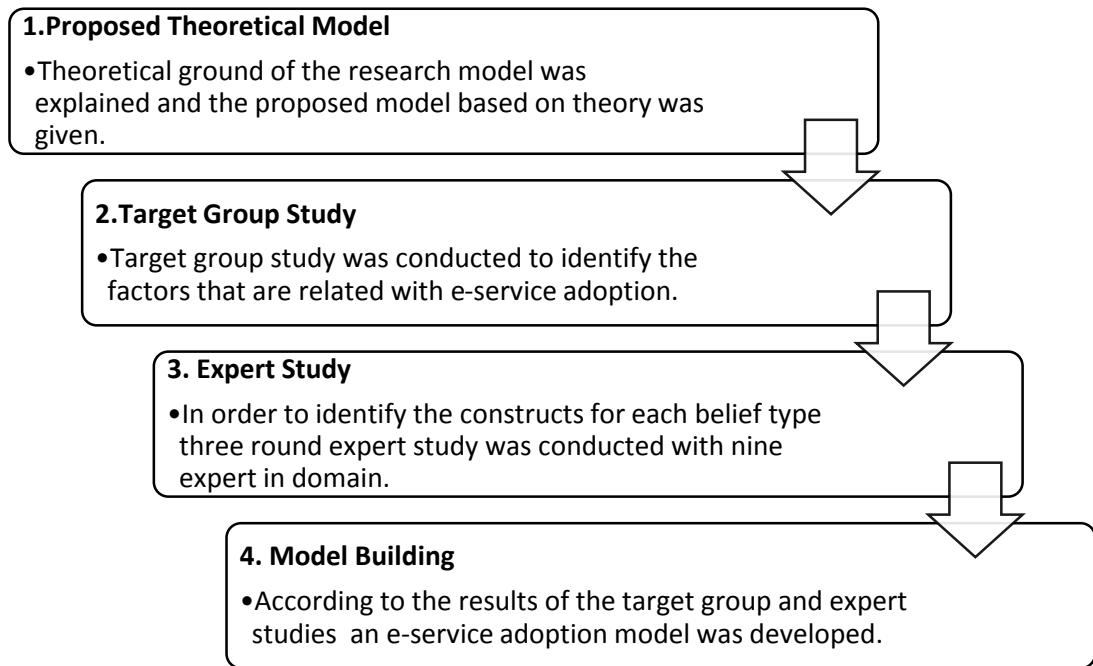 1.Proposed Theoretical Model
•Theoretical ground of the research model was
explained and the proposed model based on theory was
given.
2.Target Group Study
•Target group study was conducted to identify the
factors that are related with e-service adoption.
3. Expert Study
•In order to identify the constructs for each belief type
three round expert study was conducted with nine
expert in domain.
4. Model Building
•According to the results of the target group and expert
studies  an e-service adoption model was developed.